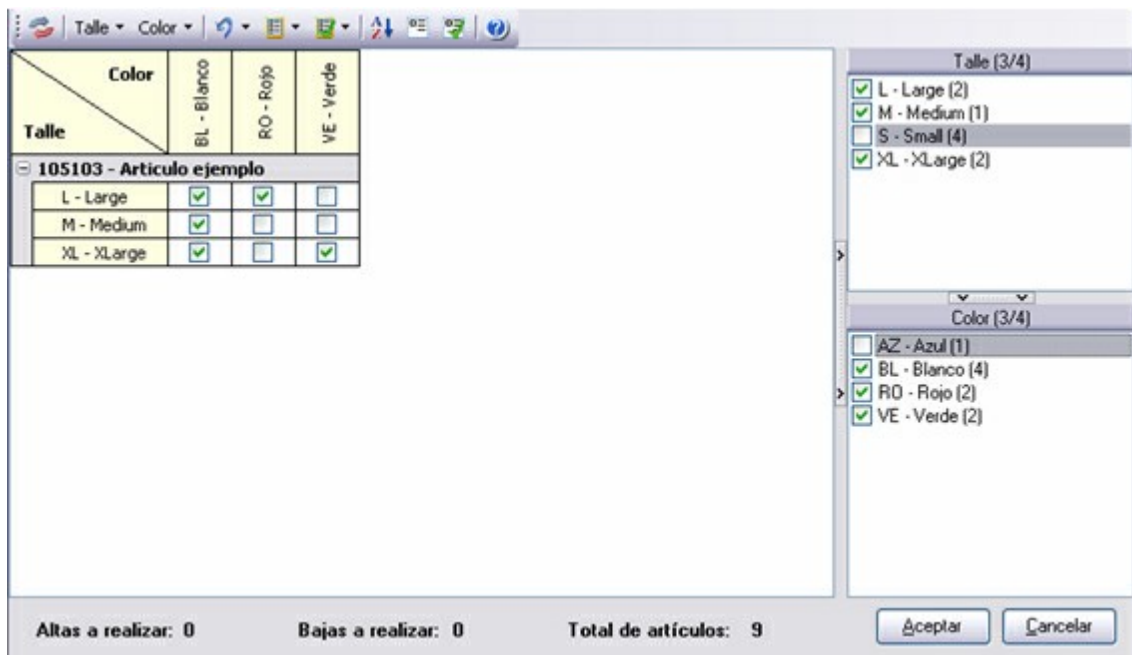 Talle Color
Color
Talle
BL - Blanco
RO - Rojo
VE - Verde
105103 - Articulo ejemplo
L - Large
M - Medium
XL - XLarge
Talle (3/4)
L - Large (2)
M - Medium (1)
S - Small (4)
XL - XLarge (2)
Color (3/4)
AZ - Azul (1)
BL - Blanco (4)
RO - Rojo (2)
VE - Verde (2)
Altas a realizar: 0 Bajas a realizar: 0 Total de artículos: 9
Aceptar Cancelar